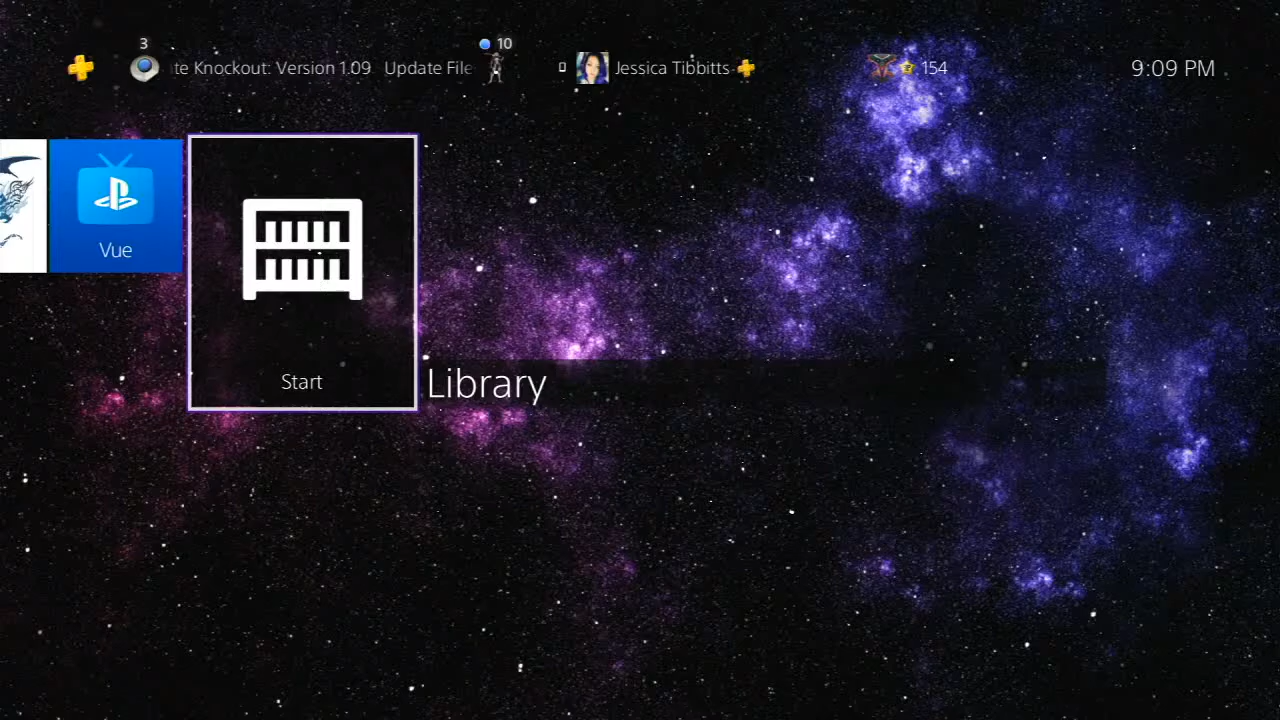 3
te Knockout: Version 1.09 Update File
10
Jessica Tibbitts
154
9:09 PM
Vue
Start
Library